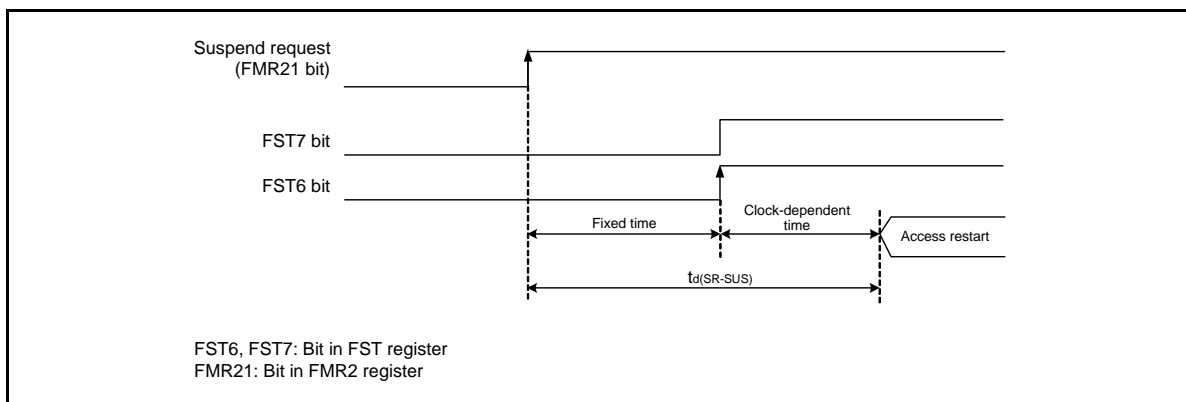 Suspend request
(FMR21 bit)
FST7 bit
FST6 bit
Fixed time
Clock-dependent
time
Access restart
td(SR-SUS)
FST6, FST7: Bit in FST register
FMR21: Bit in FMR2 register